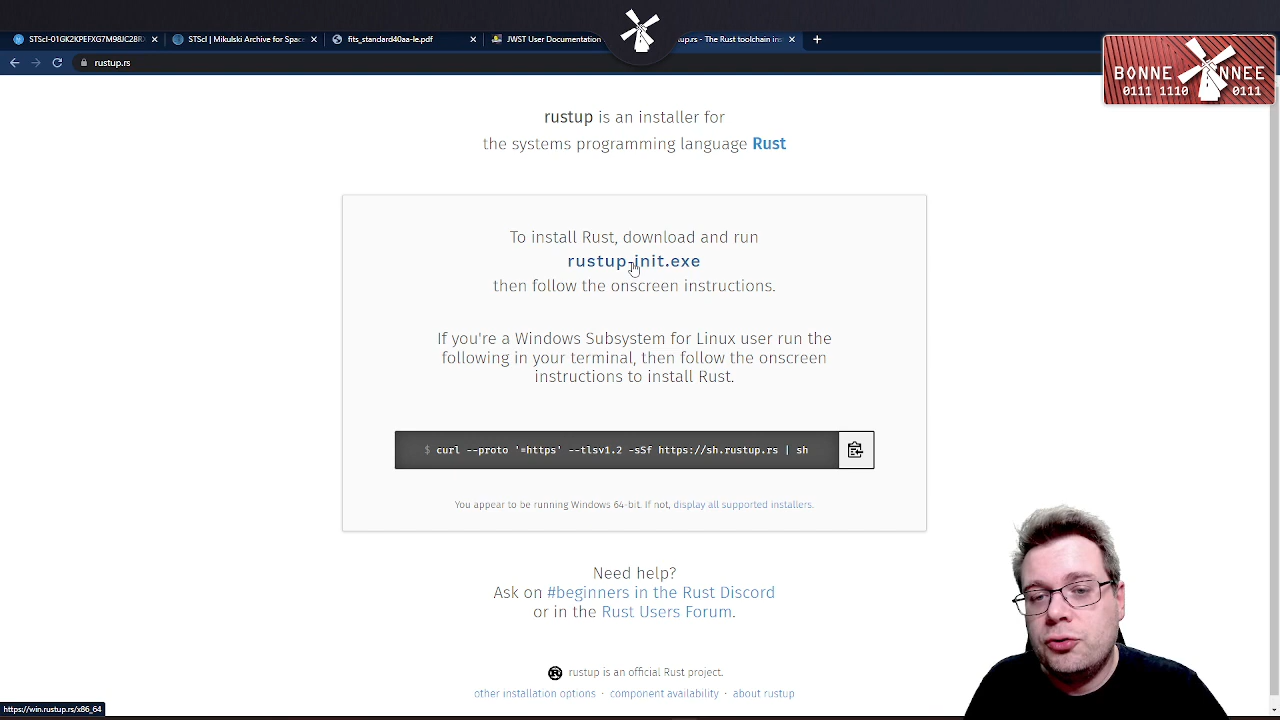 STScI-01GK2KPEFXG7M98JC2BR
STScI | Mikulski Archive for Space
fits_standard40aa-le.pdf
JWST User Documentation
up.rs - The Rust toolchain in
rustup.rs
BONNE NNEE
0111 1110 0111
rustup is an installer for
the systems programming language Rust
To install Rust, download and run
rustup-init.exe
then follow the onscreen instructions.
If you're a Windows Subsystem for Linux user run the
following in your terminal, then follow the onscreen
instructions to install Rust.
$ curl --proto '=https' --tlsv1.2 -sSf https://sh.rustup.rs | sh
You appear to be running Windows 64-bit. If not, display all supported installers.
Need help?
Ask on #beginners in the Rust Discord
or in the Rust Users Forum.
rustup is an official Rust project.
other installation options · component availability · about rustup
https://win.rustup.rs/x86_64